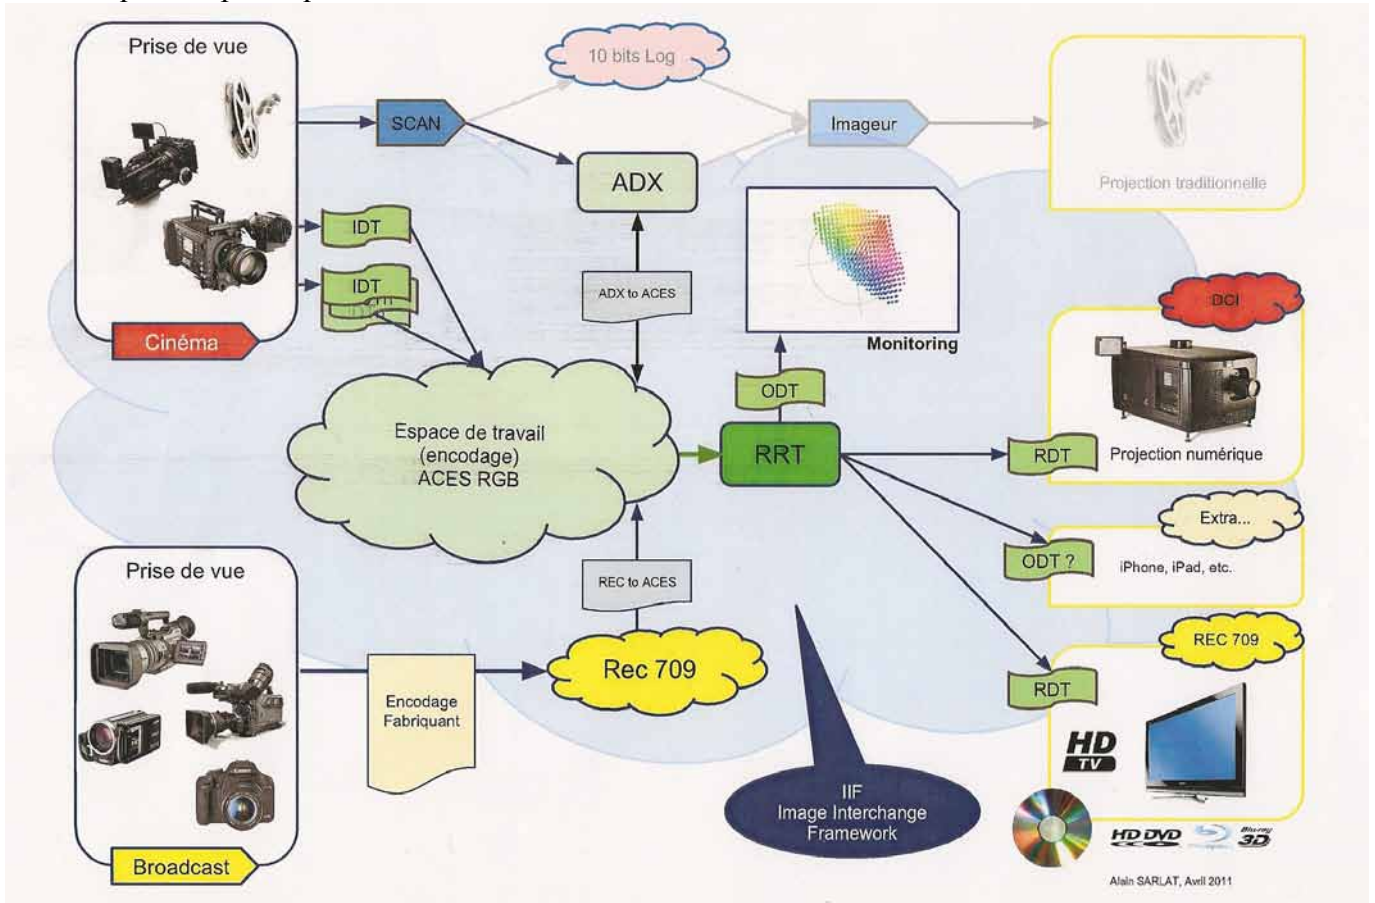 Prise de vue
10 bits Log
SCAN
Imageur
ADX
Projection traditionnelle
IDT
IDT
ADX to ACES
Cinéma
Monitoring
DCI
ODT
Espace de travail
(encodage)
ACES RGB
RRT
RDT
Projection numérique
Extra...
ODT ?
iPhone, iPad, etc.
Prise de vue
REC to ACES
REC 709
Rec 709
RDT
Encodage
Fabriquant
HD
TV
IIF
Image Interchange
Framework
HD DVD
Blu-ray
3D
Broadcast
Alain SARLAT, Avril 2011